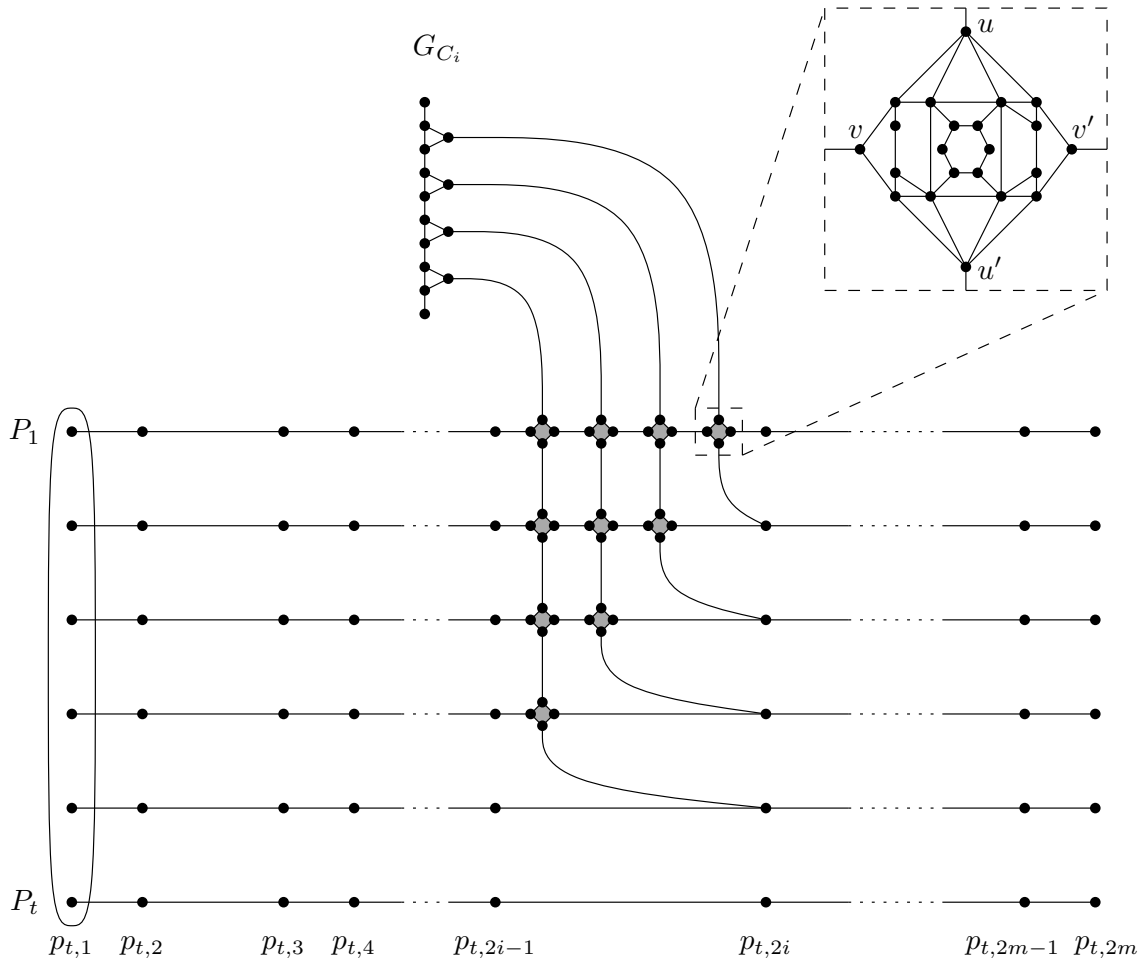 u
G_{C_i}
v
v'
u'
P_1
P_t
p_{t,1} p_{t,2} p_{t,3} p_{t,4} p_{t,2i-1} p_{t,2i} p_{t,2m-1} p_{t,2m}